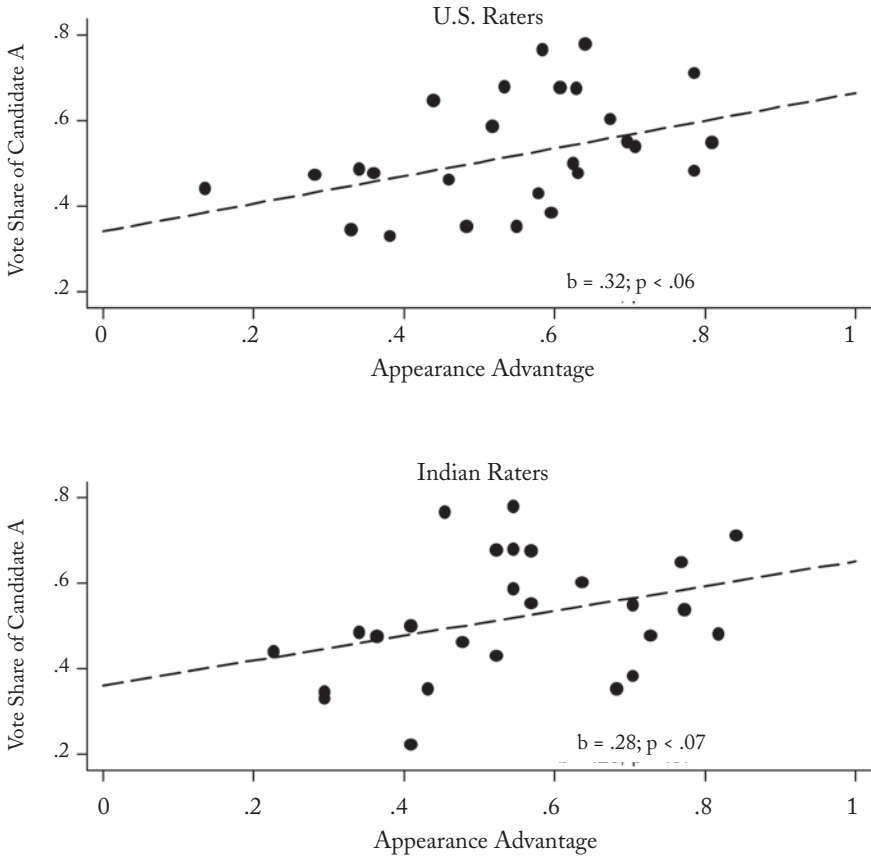 U.S. Raters
Vote Share of Candidate A
.8
.6
.4
.2
b = .32; p < .06
0 .2 .4 .6 .8 1
Appearance Advantage
Indian Raters
Vote Share of Candidate A
.8
.6
.4
.2
b = .28; p < .07
0 .2 .4 .6 .8 1
Appearance Advantage